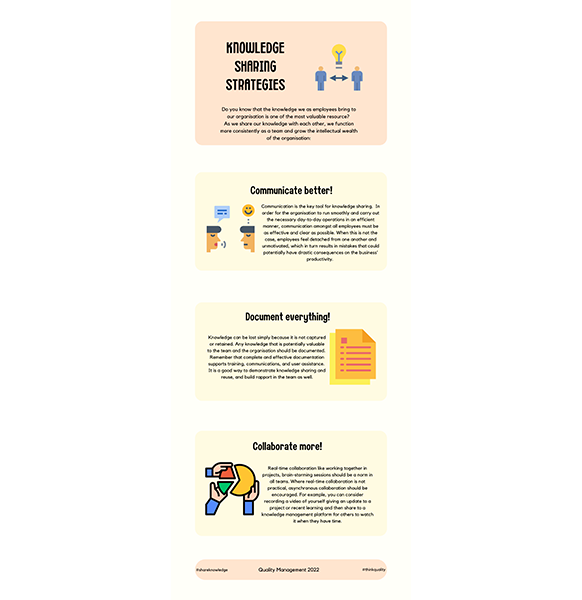 KNOWLEDGE
SHARING
STRATEGIES
Do you know that the knowledge we as employees bring to
our organisation is one of the most valuable resource?
As we share our knowledge with each other, we function
more consistently as a team and grow the intellectual wealth
of the organisation:
Communicate better!
Communication is the key tool for knowledge sharing. In
order for the organisation to run smoothly and carry out
the necessary day-to-day operations in an efficient
manner, communication amongst all employees must be
as effective and clear as possible. When this is not the
case, employees feel detached from one another and
unmotivated, which in turn results in mistakes that could
potentially have drastic consequences on the business'
productivity.
Document everything!
Knowledge can be lost simply because it is not captured
or retained. Any knowledge that is potentially valuable
to the team and the organisation should be documented.
Remember that complete and effective documentation
supports training, communications, and user assistance.
It is a good way to demonstrate knowledge sharing and
reuse, and build rapport in the team as well.
Collaborate more!
Real-time collaboration like working together in
projects, brain-storming sessions should be a norm in
all teams. Where real-time collaboration is not
practical, asynchronous collaboration should be
encouraged. For example, you can consider
recording a video of yourself giving an update to a
project or recent learning and then share to a
knowledge management platform for others to watch
it when they have time.
#shareknowledge
Quality Management 2022
#thinkquality